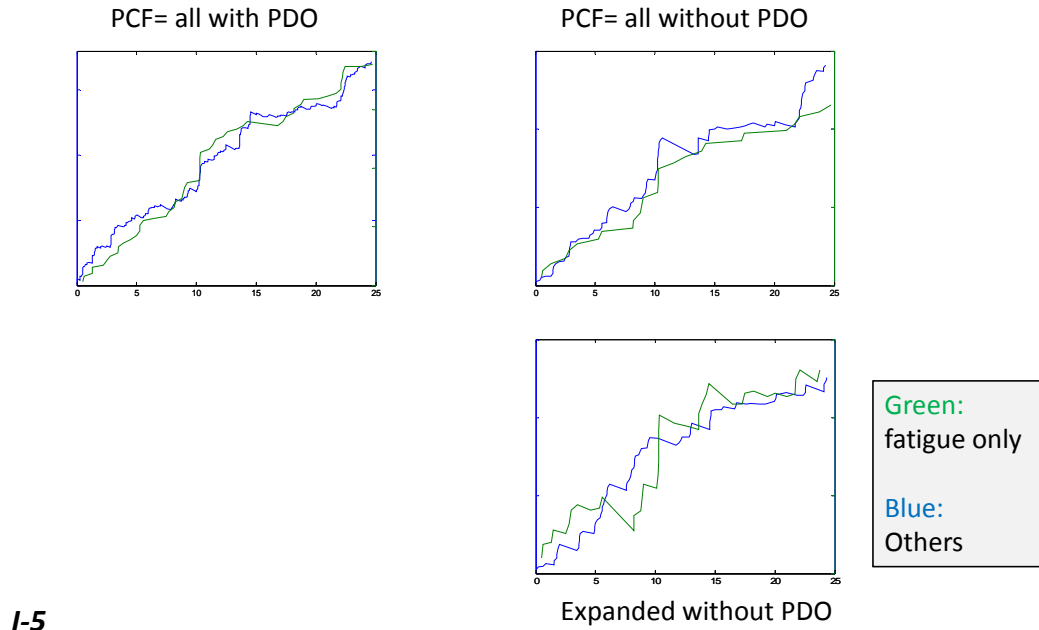 PCF= all with PDO
PCF= all without PDO
0 5 10 15 20 25
0 5 10 15 20 25
0 5 10 15 20 25
Green:
fatigue only
Blue:
Others
Expanded without PDO
I-5